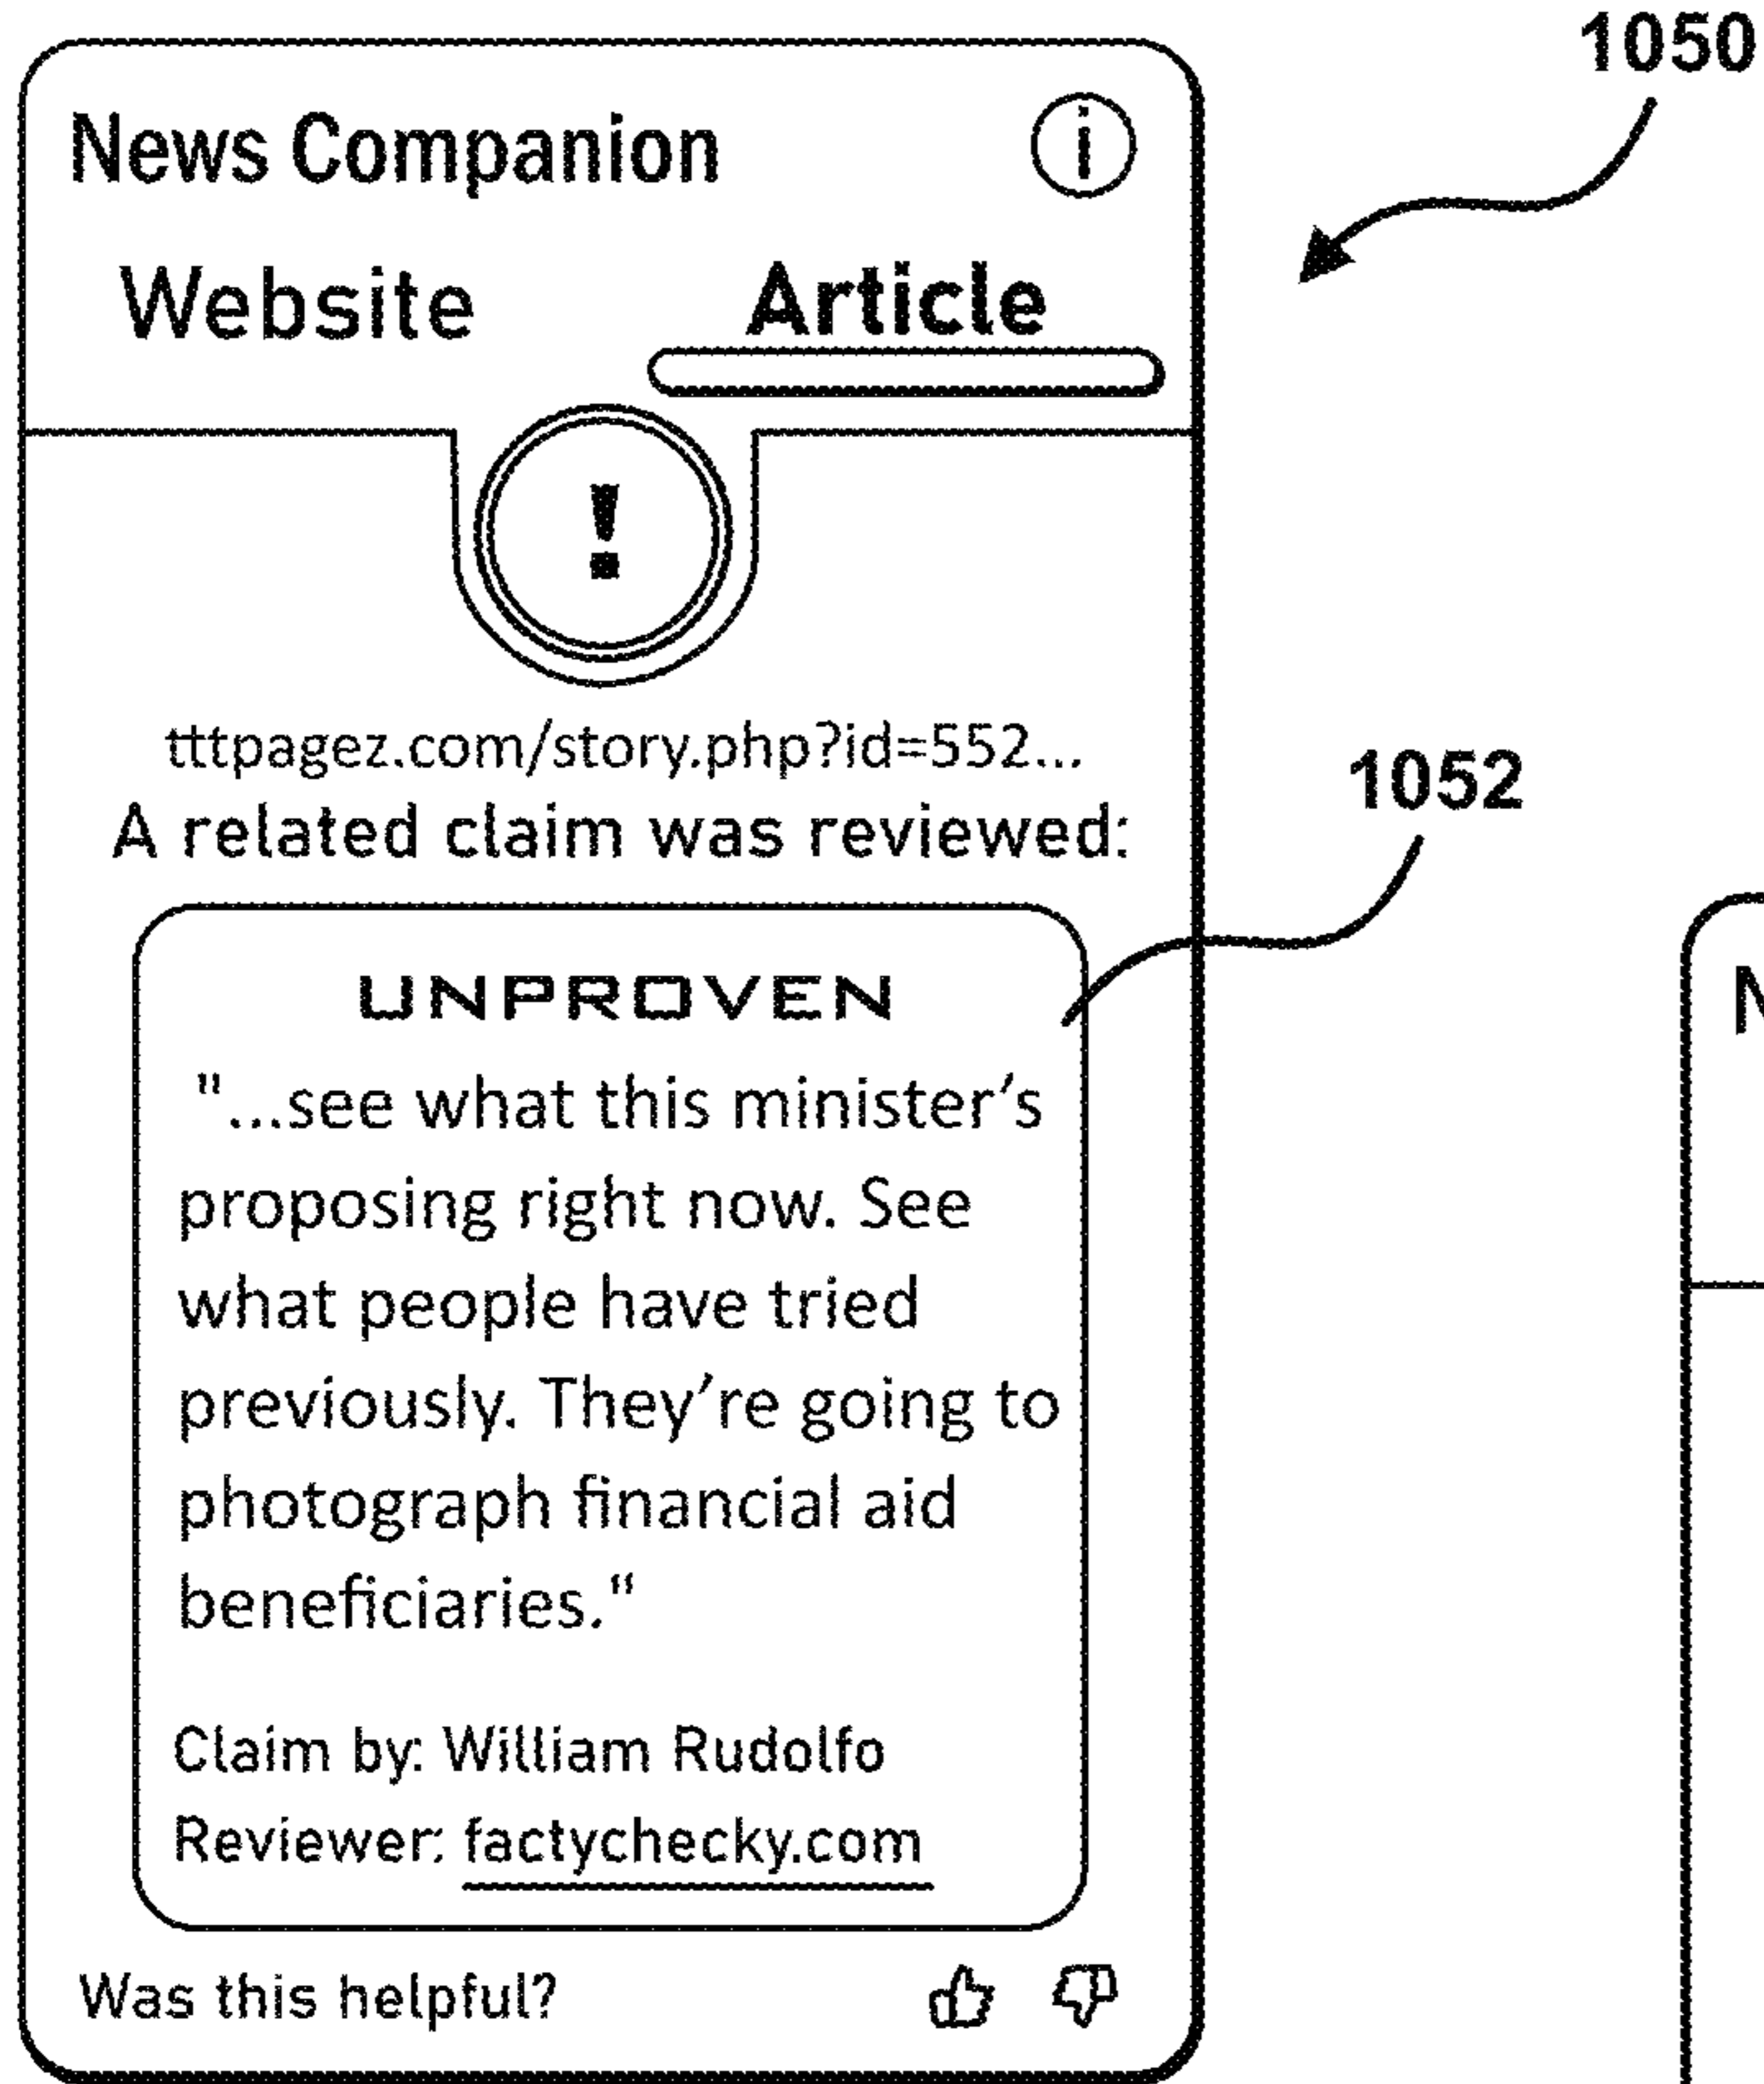 1050
News Companion i
Website Article
!
tttpagez.com/story.php?id=552...
A related claim was reviewed:
1052
UNPROVEN
"...see what this minister's
proposing right now. See
what people have tried
previously. They're going to
photograph financial aid
beneficiaries."
Claim by: William Rudolfo
Reviewer: factychecky.com
Was this helpful?